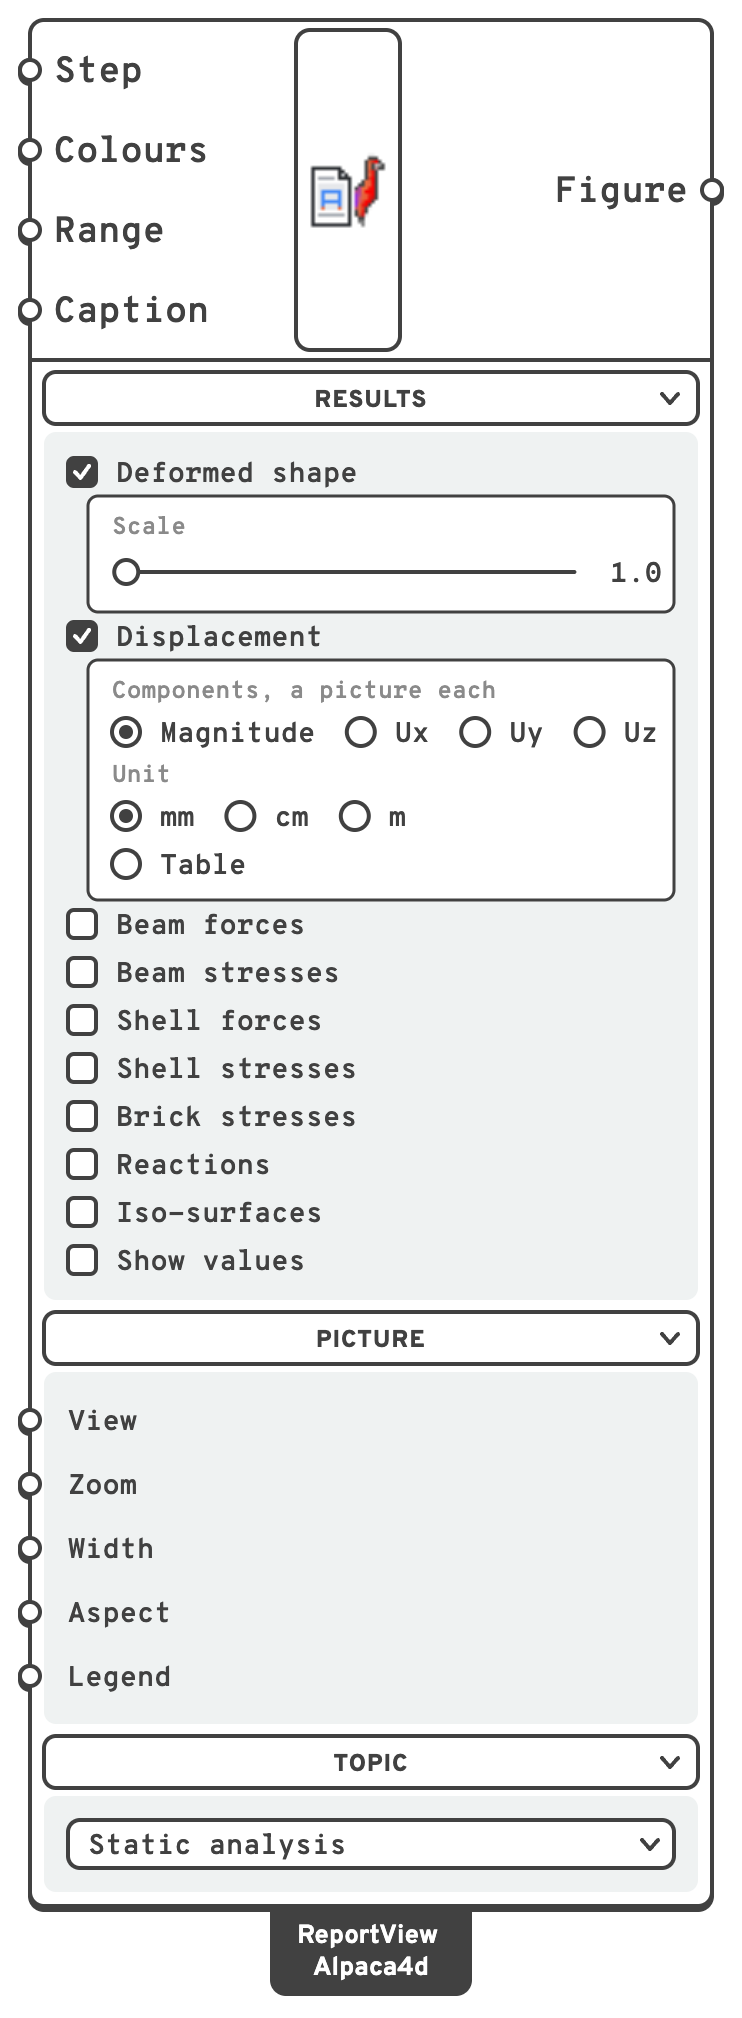 Step
Colours
Range
Caption
Figure
RESULTS
Deformed shape
Scale
1.0
Displacement
Components, a picture each
Magnitude Ux Uy Uz
Unit
mm cm m
Table
Beam forces
Beam stresses
Shell forces
Shell stresses
Brick stresses
Reactions
Iso-surfaces
Show values
PICTURE
View
Zoom
Width
Aspect
Legend
TOPIC
Static analysis
ReportView
Alpaca4d